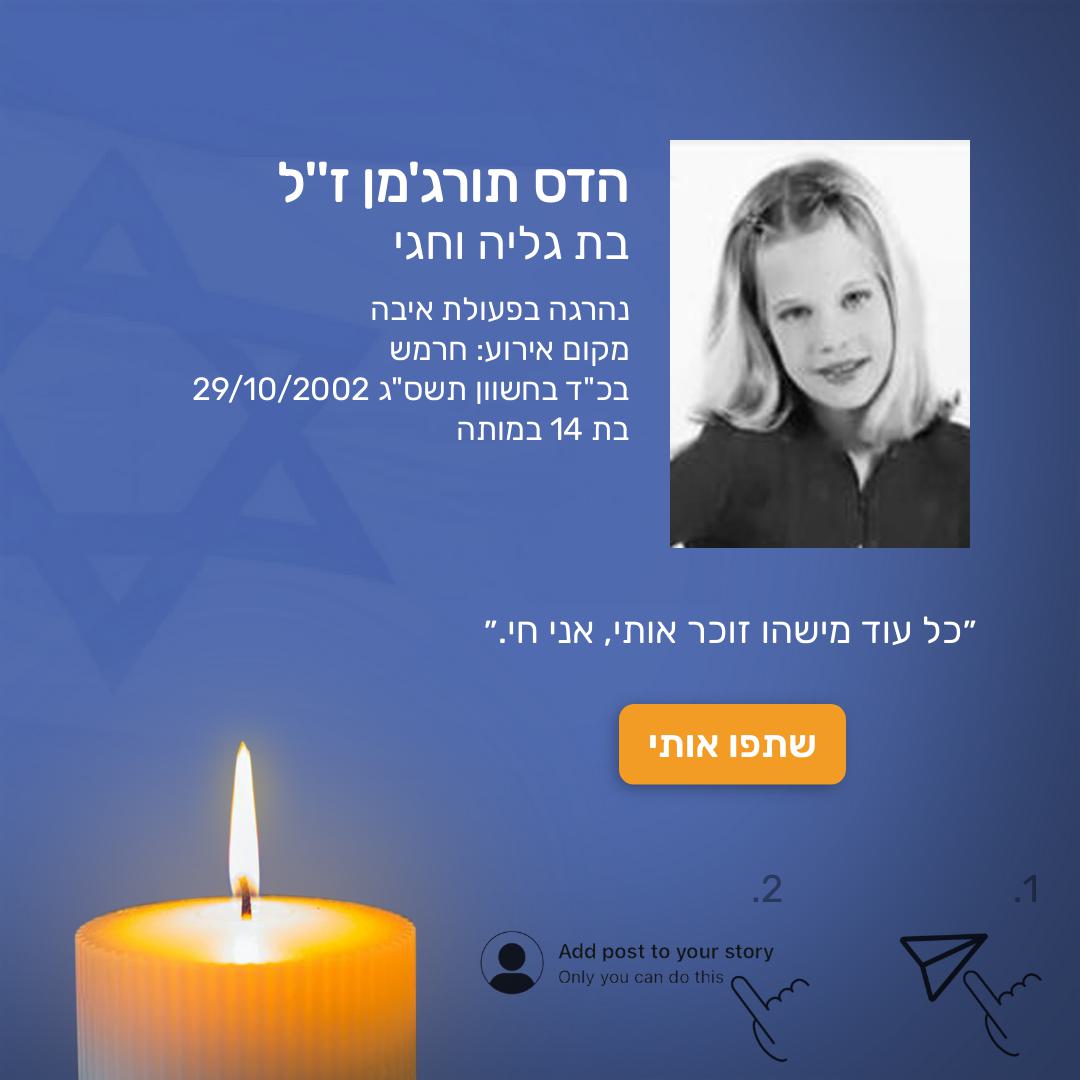 הדס תורג'מן ז"ל
בת גליה וחגי
נהרגה בפעולת איבה
מקום אירוע: חרמש
בכ"ד בחשוון תשס"ג 29/10/2002
בת 14 במותה
״כל עוד מישהו זוכר אותי, אני חי.״
שתפו אותי
.1
.2
Add post to your story
Only you can do this